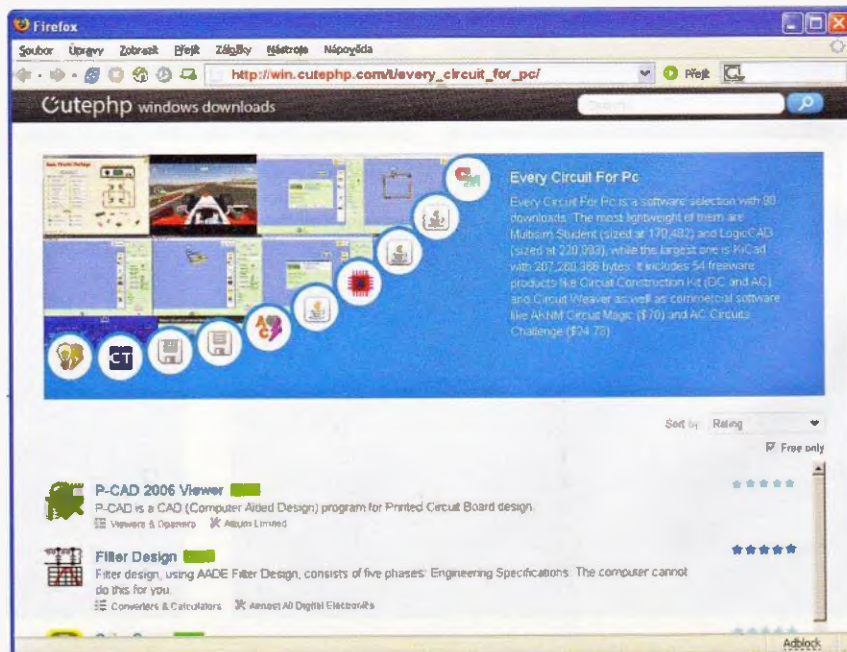 Firefox
Soubor Úpravy Zobrazit Přejít Záložky Nástroje Nápověda
http://win.cutephp.com/t/every_circuit_for_pc/
Přejít
Cutephp windows downloads
Search
Every Circuit For Pc
Every Circuit For Pc is a software selection with 90
downloads. The most lightweight of them are
Multisim Student (sized at 170,482) and LogicCAD
(sized at 220,993), while the largest one is KiCad
with 207,260,366 bytes. It includes 54 freeware
products like Circuit Construction Kit (DC and AC)
and Circuit Weaver as well as commercial software
like AKNM Circuit Magic ($70) and AC Circuits
Challenge ($24.73)
CT
Sort by: Rating
Free only
P-CAD 2006 Viewer
P-CAD is a CAD (Computer Aided Design) program for Printed Circuit Board design.
Viewers & Openers Altium Limited
Filter Design
Filter design, using AADE Filter Design, consists of five phases: Engineering Specifications: The computer cannot
do this for you.
Converters & Calculators Almost All Digital Electronics
Adblock